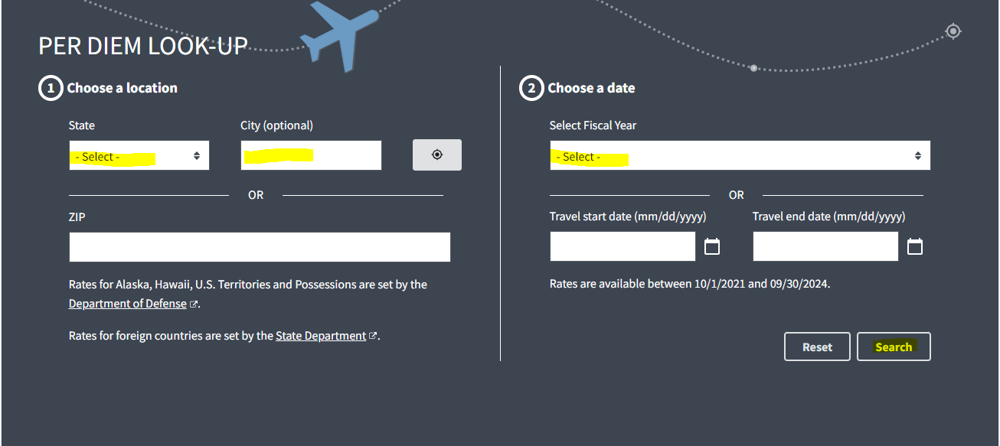 PER DIEM LOOK-UP
1 Choose a location
State
City (optional)
- Select -
OR
ZIP
Rates for Alaska, Hawaii, U.S. Territories and Possessions are set by the
Department of Defense.
Rates for foreign countries are set by the State Department.
2 Choose a date
Select Fiscal Year
- Select -
OR
Travel start date (mm/dd/yyyy)
Travel end date (mm/dd/yyyy)
Rates are available between 10/1/2021 and 09/30/2024.
Reset
Search